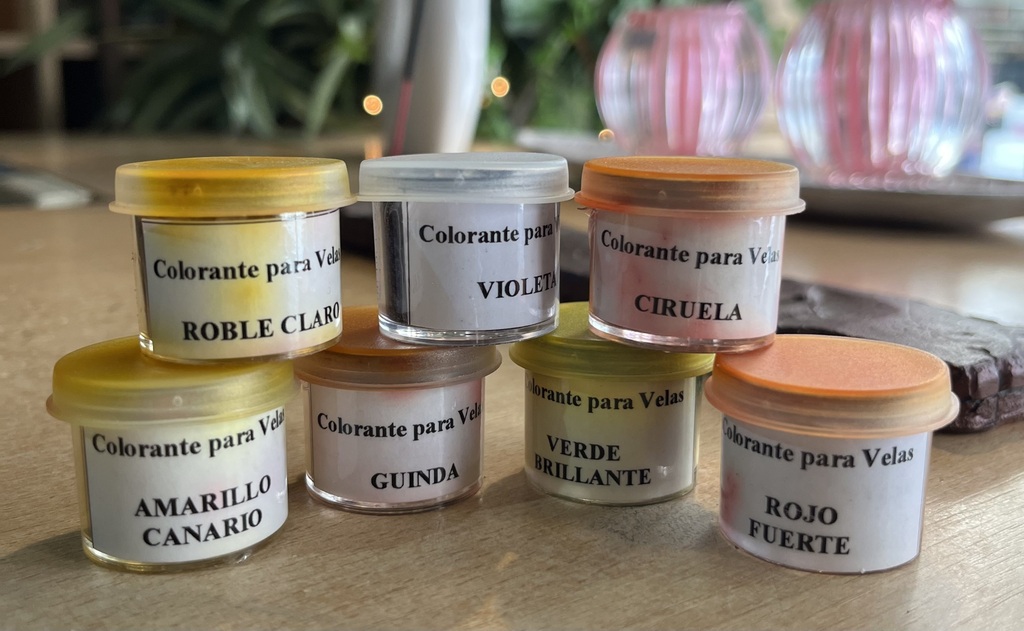 Colorante para Velas
ROBLE CLARO
Colorante para
VIOLETA
Colorante para Velas
CIRUELA
Colorante para Velas
AMARILLO
CANARIO
Colorante para Velas
GUINDA
Colorante para Velas
VERDE
BRILLANTE
Colorante para Velas
ROJO
FUERTE